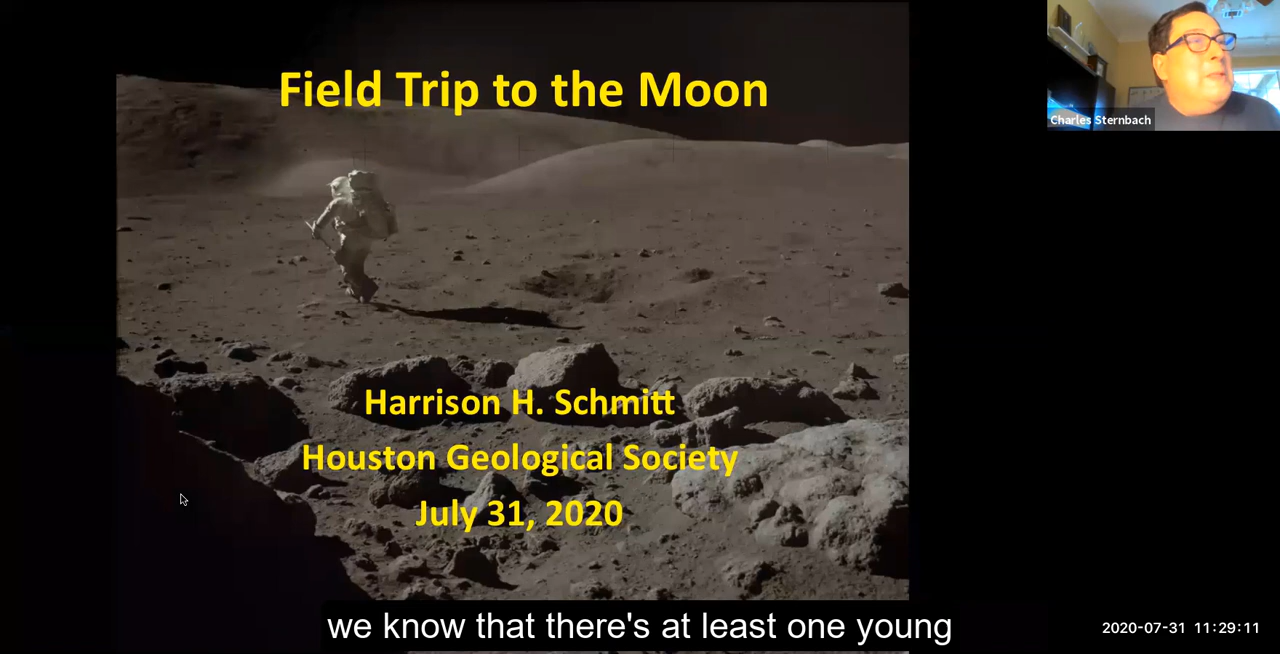 Field Trip to the Moon
Charles Sternbach
Harrison H. Schmitt
Houston Geological Society
July 31, 2020
we know that there's at least one young
2020-07-31 11:29:11